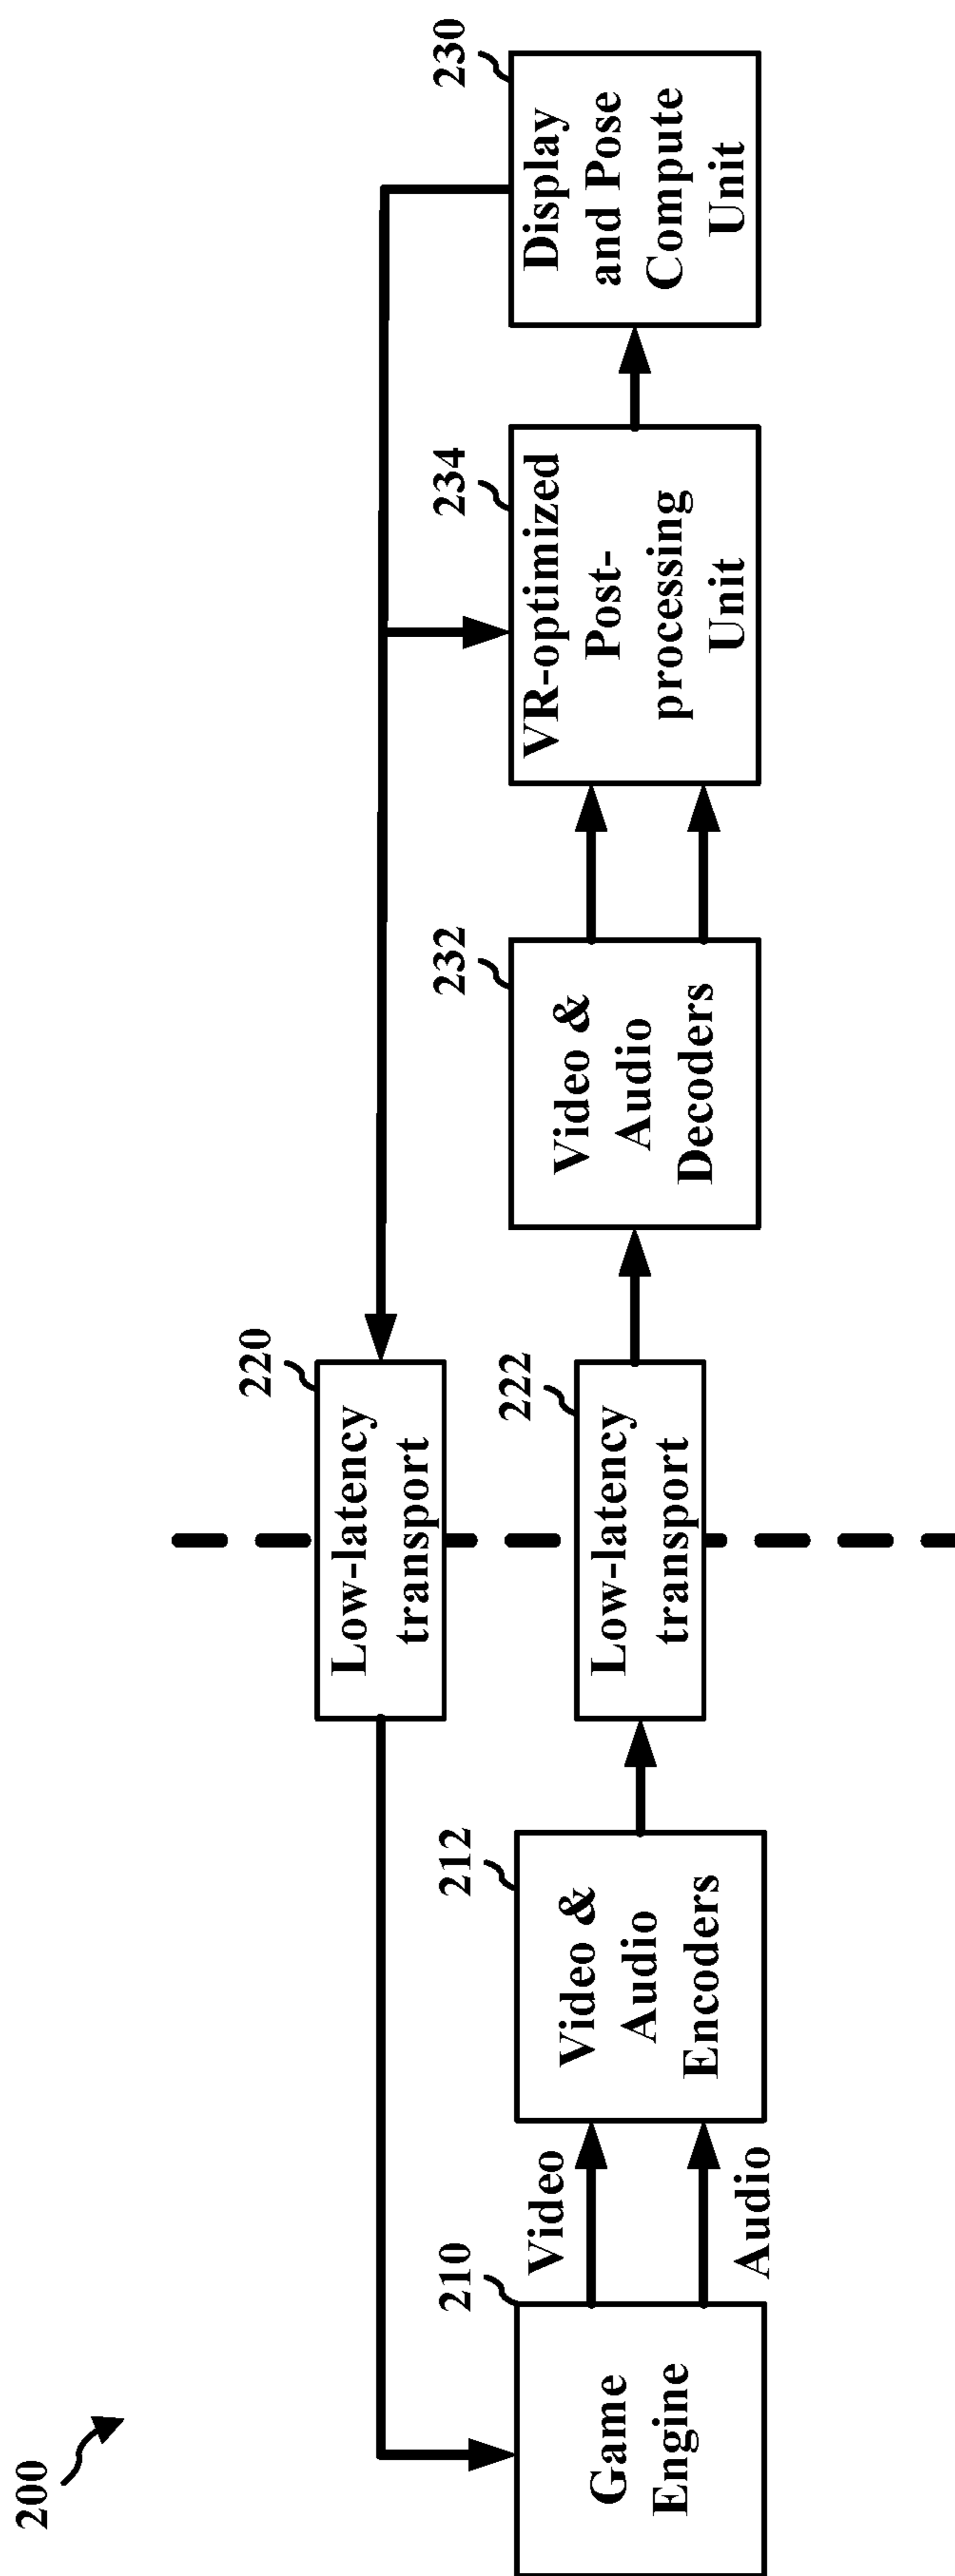 200
220
Low-latency
transport
210
Game
Engine
Video
Audio
212
Video &
Audio
Encoders
222
Low-latency
transport
232
Video &
Audio
Decoders
234
VR-optimized
Post-
processing
Unit
230
Display
and Pose
Compute
Unit